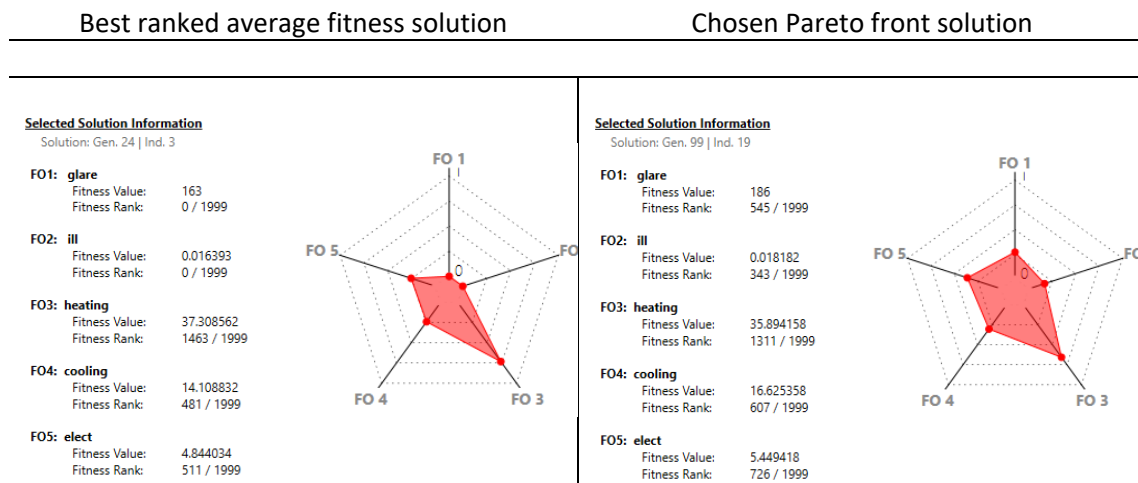 Best ranked average fitness solution
Chosen Pareto front solution
Selected Solution Information
Solution: Gen. 24 | Ind. 3
FO1: glare
Fitness Value: 163
Fitness Rank: 0 / 1999
FO2: ill
Fitness Value: 0.016393
Fitness Rank: 0 / 1999
FO3: heating
Fitness Value: 37.308562
Fitness Rank: 1463 / 1999
FO4: cooling
Fitness Value: 14.108832
Fitness Rank: 481 / 1999
FO5: elect
Fitness Value: 4.844034
Fitness Rank: 511 / 1999
FO 1
1
FO 5
0
FO
FO 4
FO 3
Selected Solution Information
Solution: Gen. 99 | Ind. 19
FO1: glare
Fitness Value: 186
Fitness Rank: 545 / 1999
FO2: ill
Fitness Value: 0.018182
Fitness Rank: 343 / 1999
FO3: heating
Fitness Value: 35.894158
Fitness Rank: 1311 / 1999
FO4: cooling
Fitness Value: 16.625358
Fitness Rank: 607 / 1999
FO5: elect
Fitness Value: 5.449418
Fitness Rank: 726 / 1999
FO 1
1
FO 5
0
FO
FO 4
FO 3